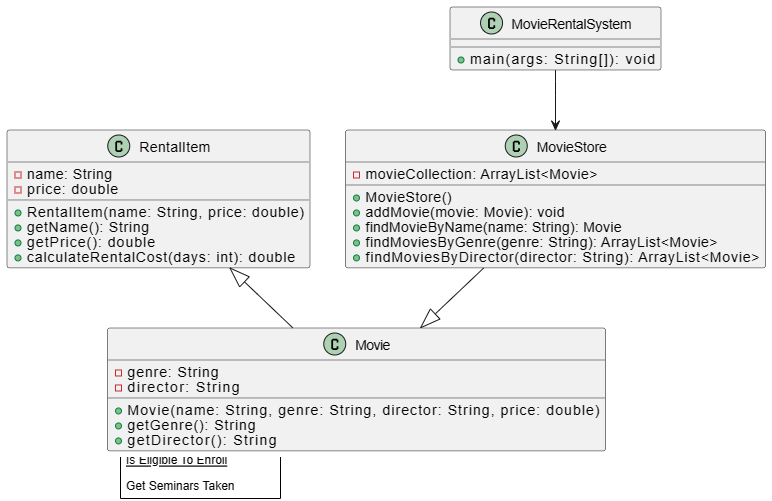 C MovieRentalSystem
main(args: String[]): void
C RentalItem
name: String
price: double
RentalItem(name: String, price: double)
getName(): String
getPrice(): double
calculateRentalCost(days: int): double
C MovieStore
movieCollection: ArrayList<Movie>
MovieStore()
addMovie(movie: Movie): void
findMovieByName(name: String): Movie
findMoviesByGenre(genre: String): ArrayList<Movie>
findMoviesByDirector(director: String): ArrayList<Movie>
C Movie
genre: String
director: String
Movie(name: String, genre: String, director: String, price: double)
getGenre(): String
getDirector(): String
Is Eligible To Enroll
Get Seminars Taken